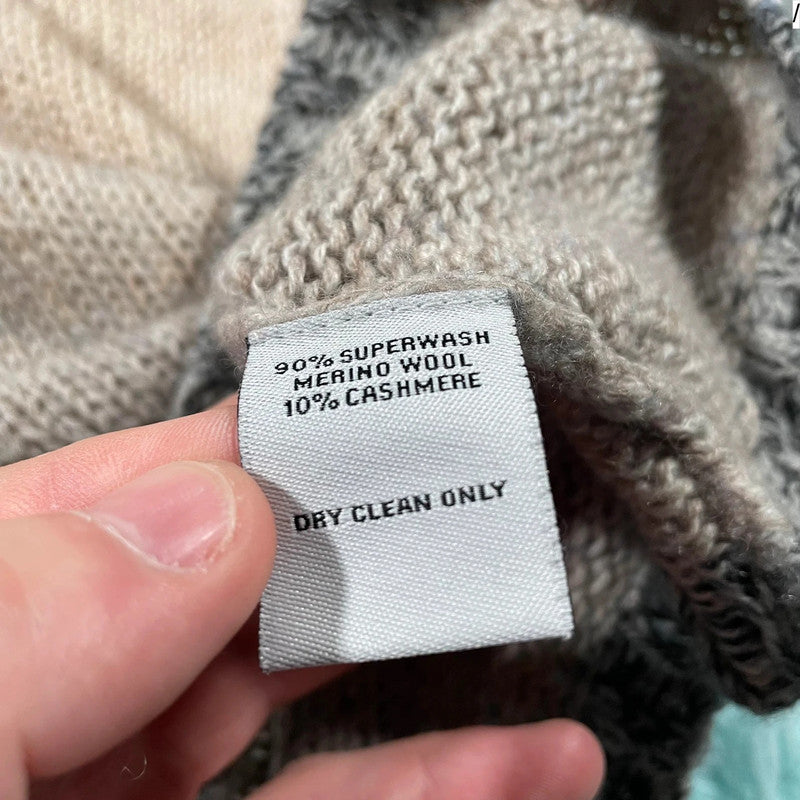 90% SUPERWASH
MERINO WOOL
10% CASHMERE
DRY CLEAN ONLY